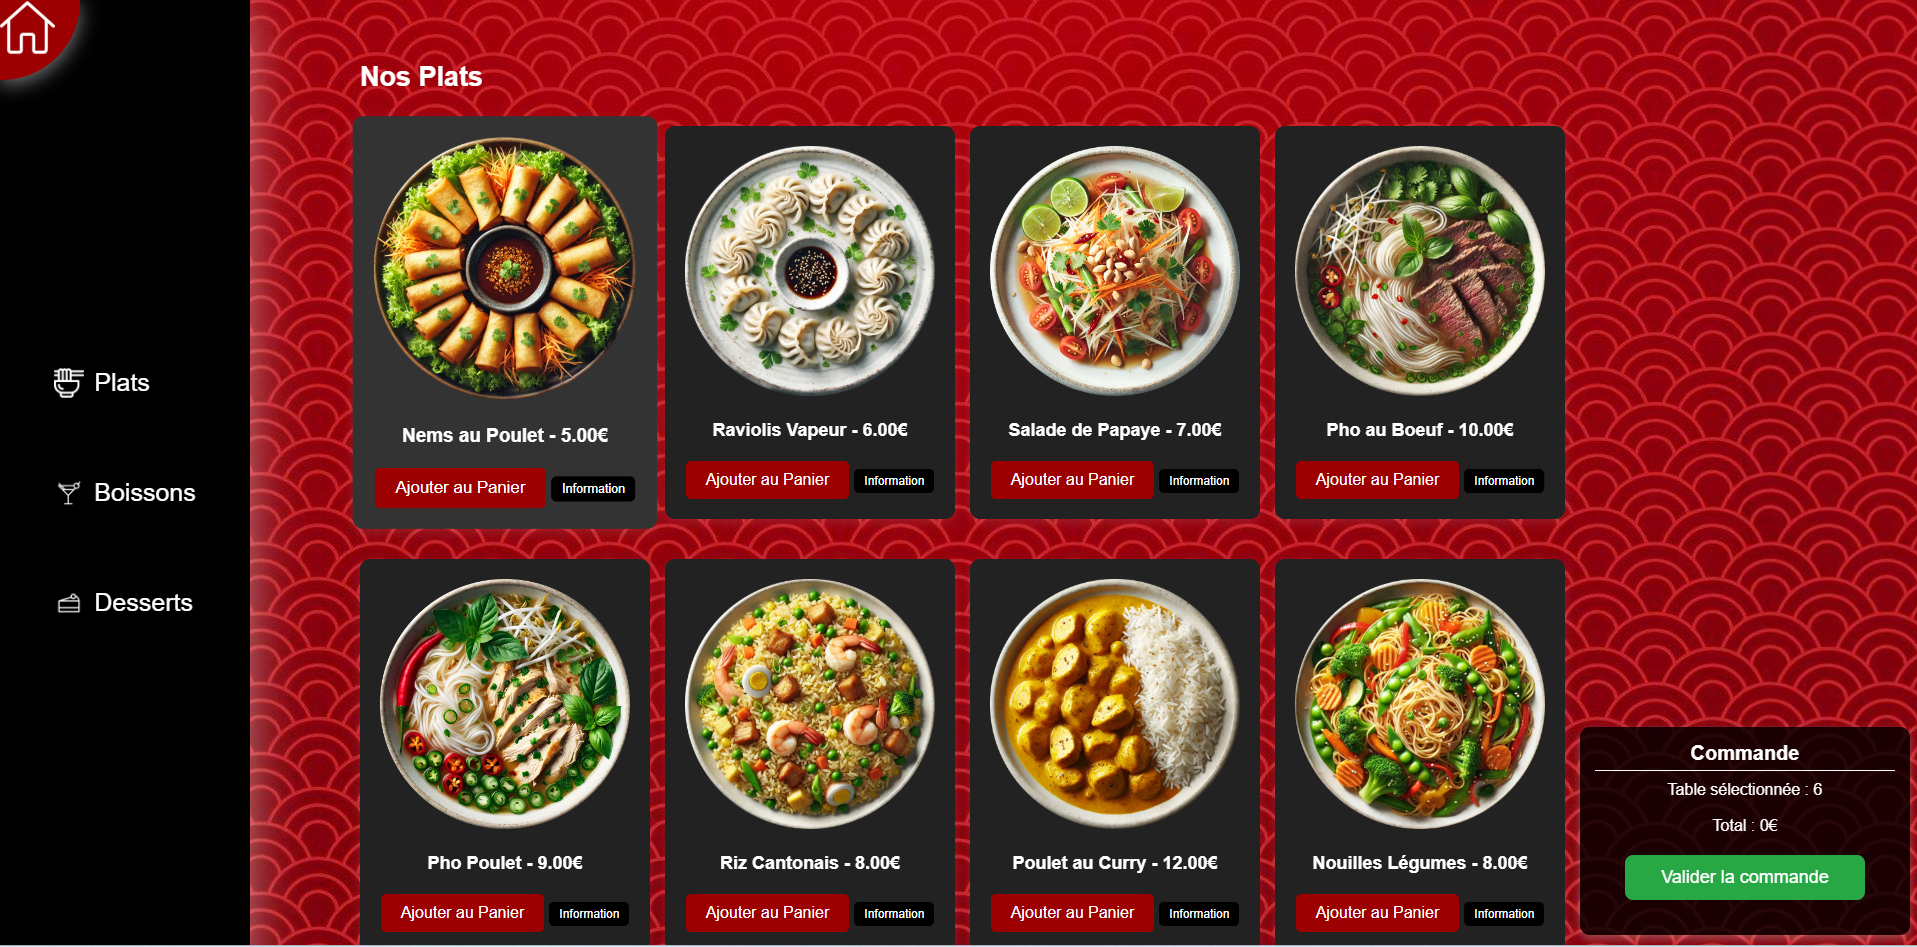 Nos Plats
Plats
Boissons
Desserts
Nems au Poulet - 5.00€
Ajouter au Panier Information
Raviolis Vapeur - 6.00€
Ajouter au Panier Information
Salade de Papaye - 7.00€
Ajouter au Panier Information
Pho au Boeuf - 10.00€
Ajouter au Panier Information
Pho Poulet - 9.00€
Ajouter au Panier Information
Riz Cantonais - 8.00€
Ajouter au Panier Information
Poulet au Curry - 12.00€
Ajouter au Panier Information
Nouilles Légumes - 8.00€
Ajouter au Panier Information
Commande
Table sélectionnée : 6
Total : 0€
Valider la commande